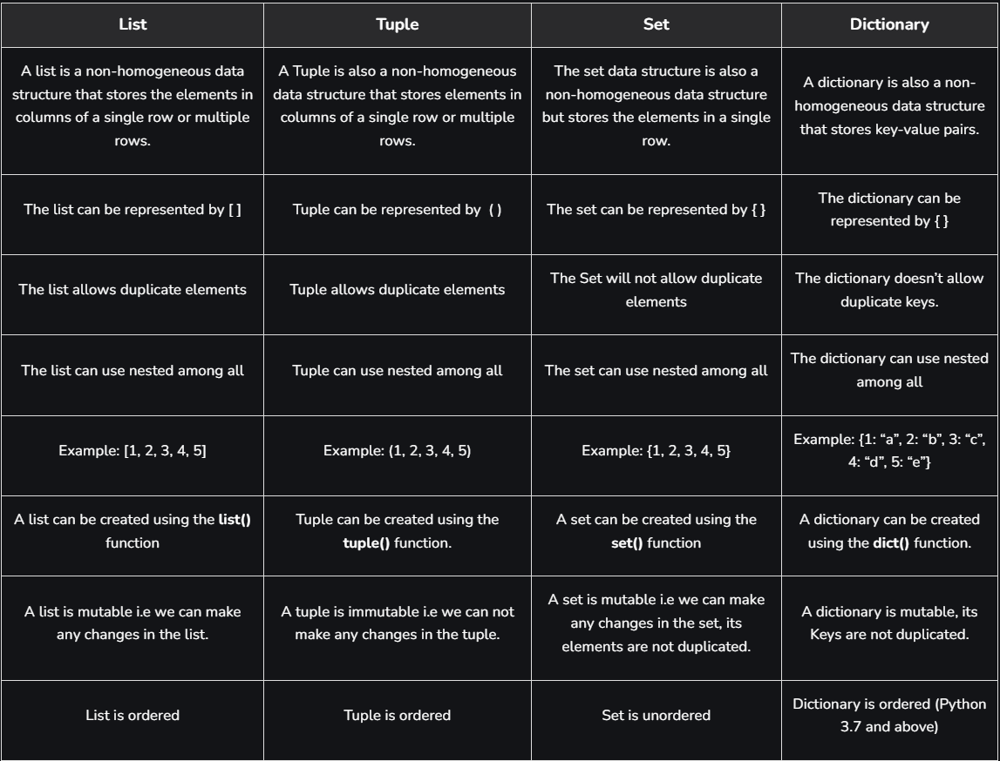 List
Tuple
Set
Dictionary
A list is a non-homogeneous data
structure that stores the elements in
columns of a single row or multiple
rows.
A Tuple is also a non-homogeneous
data structure that stores elements in
columns of a single row or multiple
rows.
The set data structure is also a
non-homogeneous data structure
but stores the elements in a single
row.
A dictionary is also a non-
homogeneous data structure
that stores key-value pairs.
The list can be represented by [ ]
Tuple can be represented by  ( )
The set can be represented by { }
The dictionary can be
represented by { }
The list allows duplicate elements
Tuple allows duplicate elements
The Set will not allow duplicate
elements
The dictionary doesn’t allow
duplicate keys.
The list can use nested among all
Tuple can use nested among all
The set can use nested among all
The dictionary can use nested
among all
Example: [1, 2, 3, 4, 5]
Example: (1, 2, 3, 4, 5)
Example: {1, 2, 3, 4, 5}
Example: {1: “a”, 2: “b”, 3: “c”,
4: “d”, 5: “e”}
A list can be created using the list()
function
Tuple can be created using the
tuple() function.
A set can be created using the
set() function
A dictionary can be created
using the dict() function.
A list is mutable i.e we can make
any changes in the list.
A tuple is immutable i.e we can not
make any changes in the tuple.
A set is mutable i.e we can make
any changes in the set, its
elements are not duplicated.
A dictionary is mutable, its
Keys are not duplicated.
List is ordered
Tuple is ordered
Set is unordered
Dictionary is ordered (Python
3.7 and above)